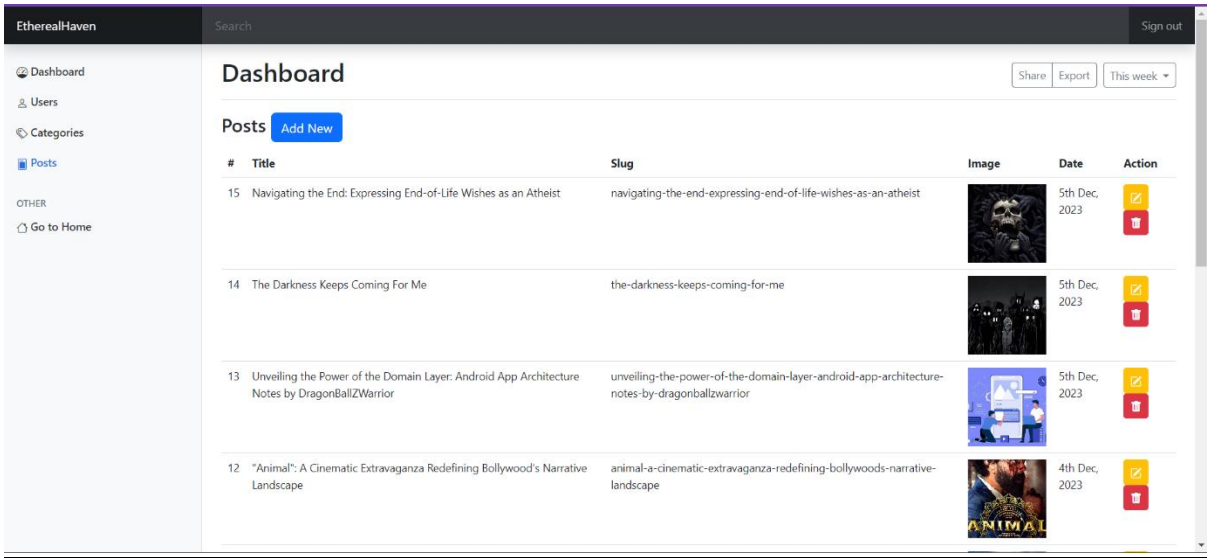 EtherealHaven
Search
Sign out
Dashboard
Users
Categories
Posts
OTHER
Go to Home
Dashboard
Share Export This week
Posts Add New
# Title Slug Image Date Action
15 Navigating the End: Expressing End-of-Life Wishes as an Atheist navigating-the-end-expressing-end-of-life-wishes-as-an-atheist 5th Dec,
2023
14 The Darkness Keeps Coming For Me the-darkness-keeps-coming-for-me 5th Dec,
2023
13 Unveiling the Power of the Domain Layer: Android App Architecture unveiling-the-power-of-the-domain-layer-android-app-architecture- 5th Dec,
Notes by DragonBallZWarrior notes-by-dragonballzwarrior 2023
12 "Animal": A Cinematic Extravaganza Redefining Bollywood's Narrative animal-a-cinematic-extravaganza-redefining-bollywoods-narrative- 4th Dec,
Landscape landscape 2023
ANIMAL